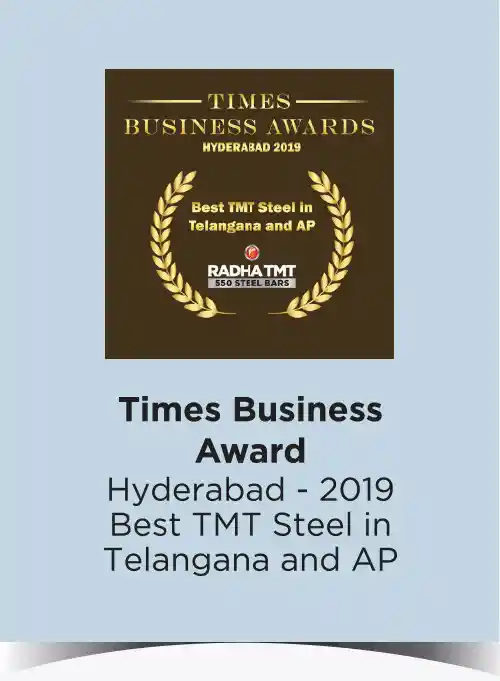 TIMES
BUSINESS AWARDS
HYDERABAD 2019
Best TMT Steel in
Telangana and AP
RADHA TMT
550 STEEL BARS
Times Business
Award
Hyderabad - 2019
Best TMT Steel in
Telangana and AP